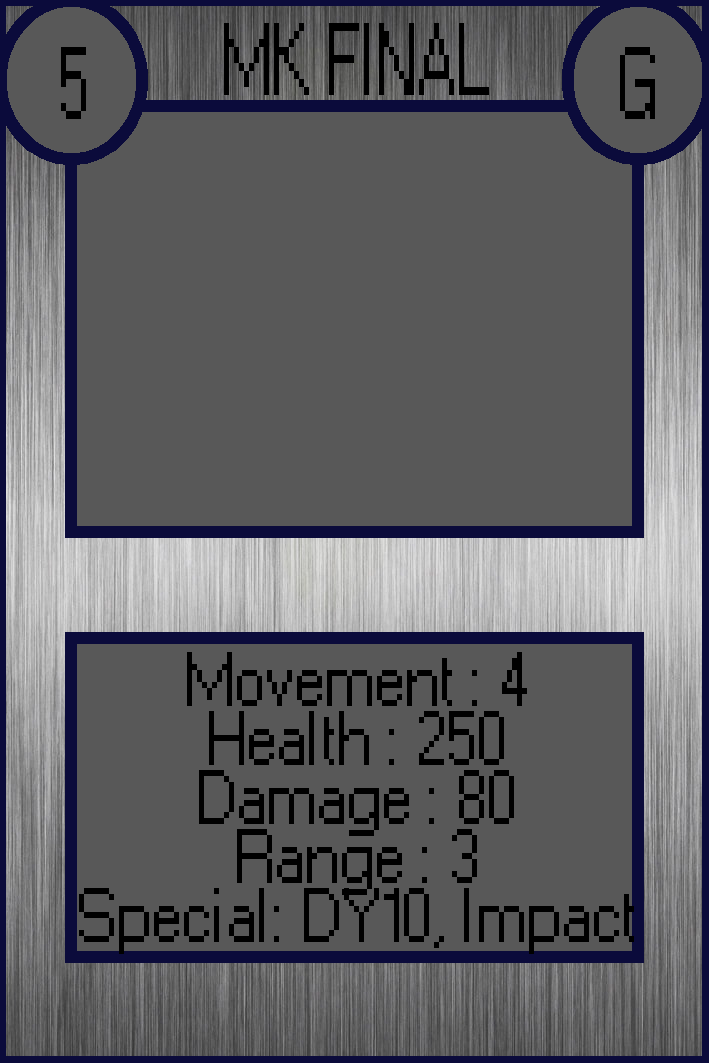 5
MK FINAL
G
Movement : 4
Health : 250
Damage : 80
Range : 3
Special: DY10, Impact